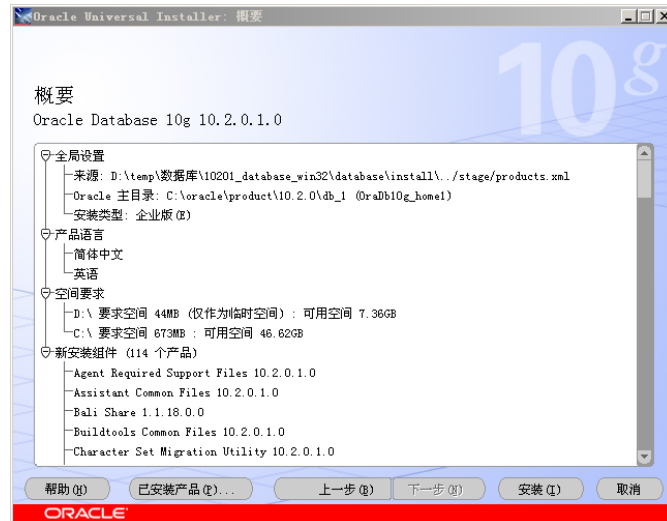 Oracle Universal Installer: 概要
10g
概要
Oracle Database 10g 10.2.0.1.0
全局设置
来源: D:\temp\数据库\10201_database_win32\database\install\../stage/products.xml
Oracle 主目录: C:\oracle\product\10.2.0\db_1 (OraDb10g_home1)
安装类型: 企业版(E)
产品语言
简体中文
英语
空间要求
D:\ 要求空间 44MB (仅作为临时空间) : 可用空间 7.36GB
C:\ 要求空间 673MB : 可用空间 46.62GB
新安装组件 (114 个产品)
Agent Required Support Files 10.2.0.1.0
Assistant Common Files 10.2.0.1.0
Bali Share 1.1.18.0.0
Buildtools Common Files 10.2.0.1.0
Character Set Migration Utility 10.2.0.1.0
帮助(H) 已安装产品(P)... 上一步(B) 下一步(N) 安装(I) 取消
ORACLE